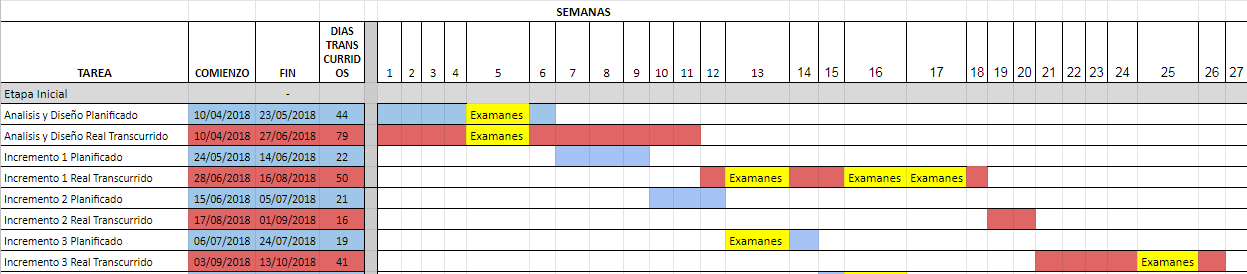 SEMANAS
TAREA COMIENZO FIN DIAS TRANSCURRIDOS 1 2 3 4 5 6 7 8 9 10 11 12 13 14 15 16 17 18 19 20 21 22 23 24 25 26 27
Etapa Inicial -
Analisis y Diseño Planificado 10/04/2018 23/05/2018 44 Examanes
Analisis y Diseño Real Transcurrido 10/04/2018 27/06/2018 79 Examanes
Incremento 1 Planificado 24/05/2018 14/06/2018 22
Incremento 1 Real Transcurrido 28/06/2018 16/08/2018 50 Examanes Examanes Examanes
Incremento 2 Planificado 15/06/2018 05/07/2018 21
Incremento 2 Real Transcurrido 17/08/2018 01/09/2018 16
Incremento 3 Planificado 06/07/2018 24/07/2018 19 Examanes
Incremento 3 Real Transcurrido 03/09/2018 13/10/2018 41 Examanes